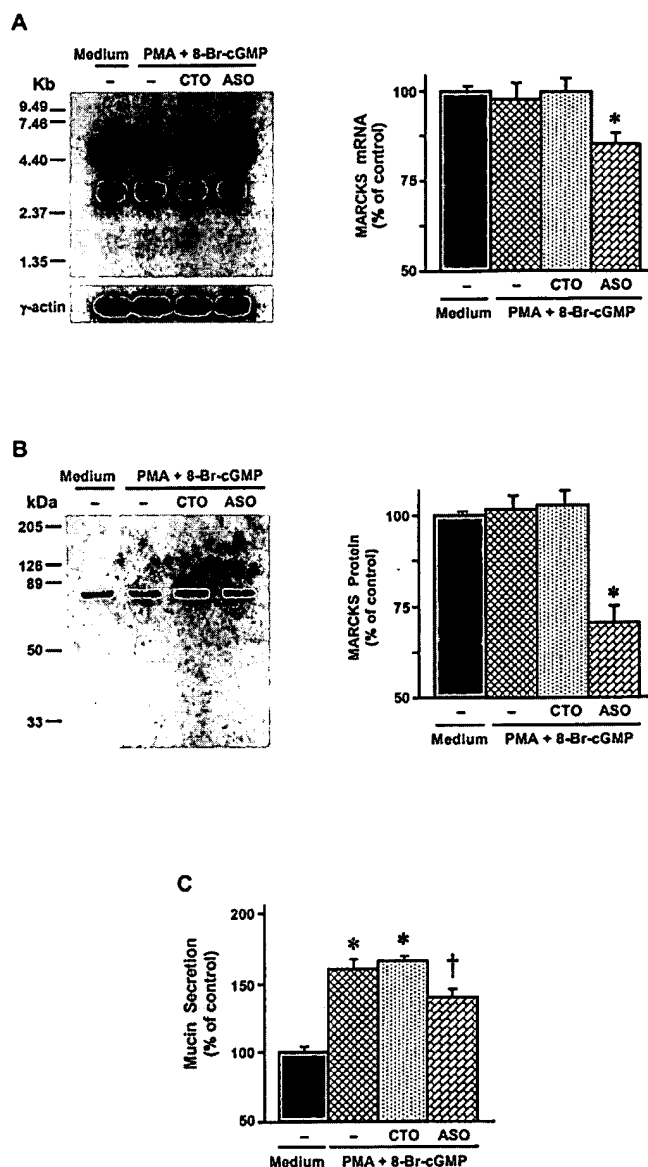 A
Medium PMA + 8-Br-cGMP
Kb – – CTO ASO
9.49
7.46
4.40
2.37
1.35
γ-actin
MARCKS mRNA
(% of control)
100
75
50
*
– – CTO ASO
Medium PMA + 8-Br-cGMP
B
Medium PMA + 8-Br-cGMP
kDa – – CTO ASO
205
126
89
50
33
MARCKS Protein
(% of control)
100
75
50
*
– – CTO ASO
Medium PMA + 8-Br-cGMP
C
Mucin Secretion
(% of control)
200
150
100
50
* * †
– – CTO ASO
Medium PMA + 8-Br-cGMP